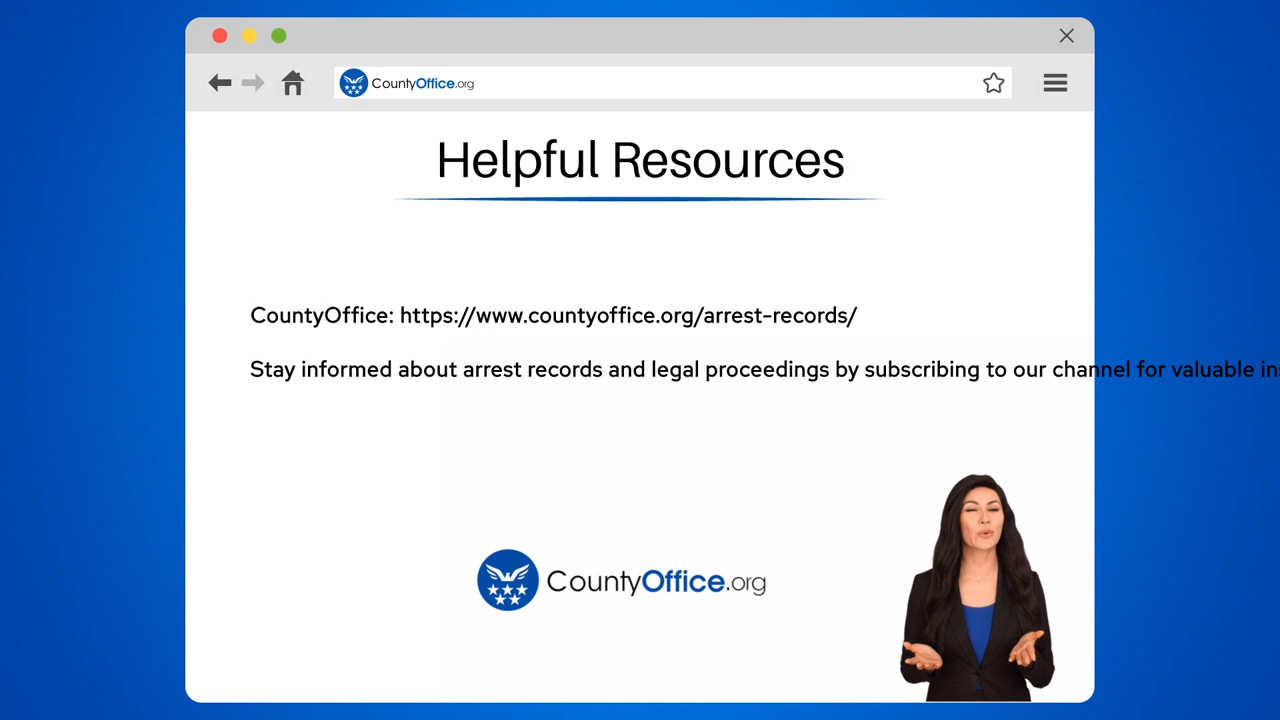 CountyOffice.org
Helpful Resources
CountyOffice: https://www.countyoffice.org/arrest-records/
Stay informed about arrest records and legal proceedings by subscribing to our channel for valuable
CountyOffice.org